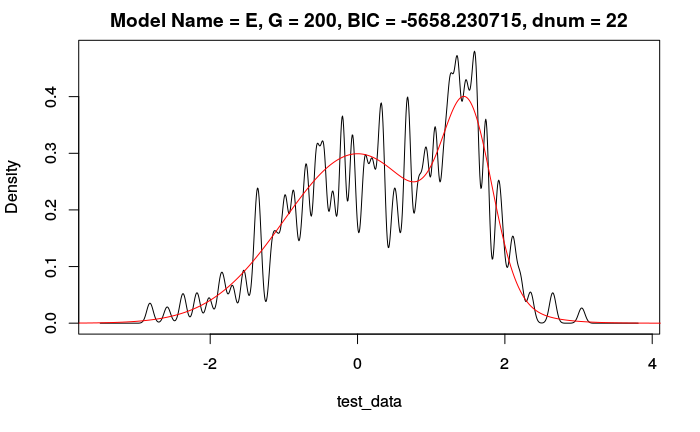 Model Name = E, G = 200, BIC = -5658.230715, dnum = 22
Density
0.4
0.3
0.2
0.1
0.0
-2 0 2 4
test_data